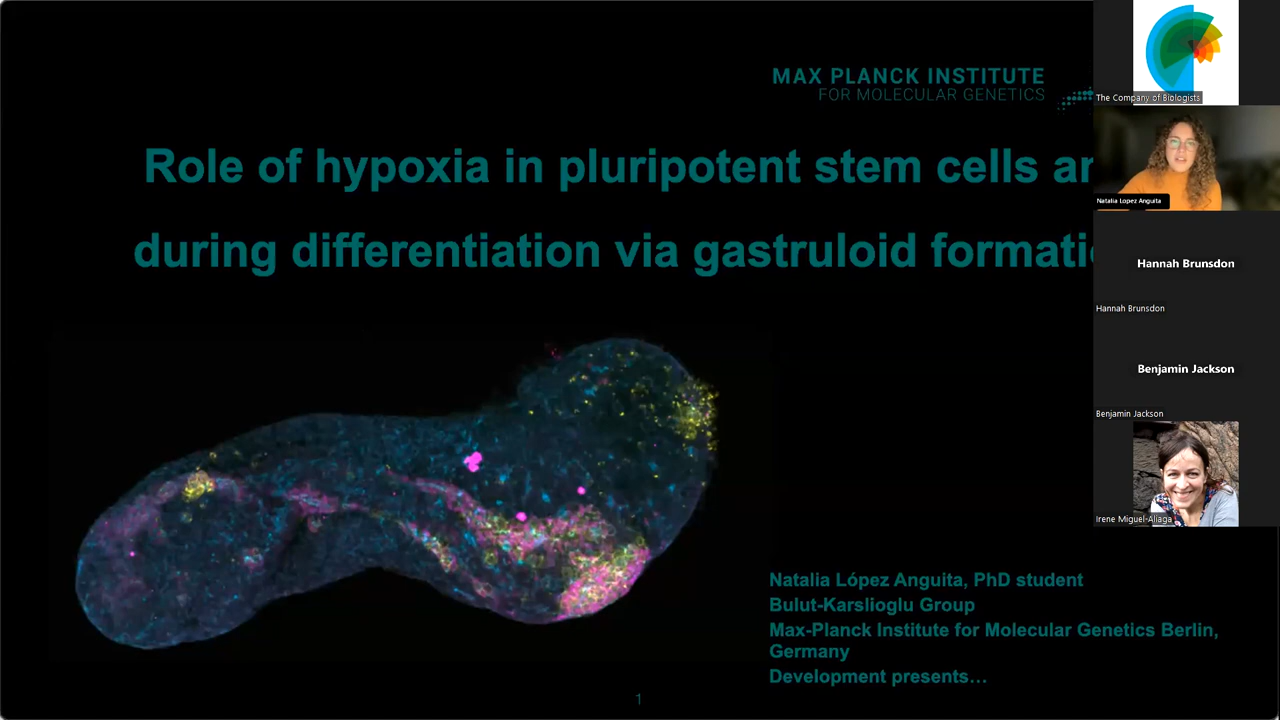 MAX PLANCK INSTITUTE
FOR MOLECULAR GENETICS
Role of hypoxia in pluripotent stem cells
during differentiation via gastruloid
Natalia López Anguita, PhD student
Bulut-Karslioglu Group
Max-Planck Institute for Molecular Genetics Berlin,
Germany
Development presents...
1
The Company of Biologists
Natalia Lopez Anguita
Hannah Brunsdon
Hannah Brunsdon
Benjamin Jackson
Benjamin Jackson
Irene Miguel-Aliaga